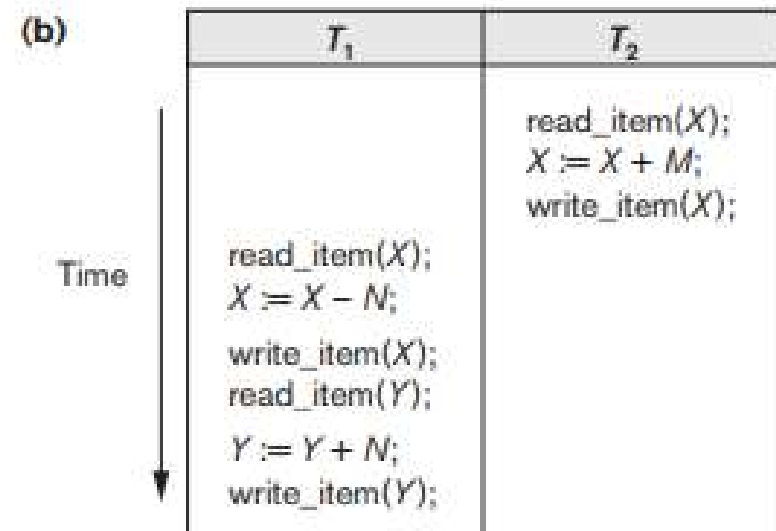 (b)
T₁ T₂
read_item(X);
X := X + M;
write_item(X);
Time
read_item(X);
X := X − N;
write_item(X);
read_item(Y);
Y := Y + N;
write_item(Y);